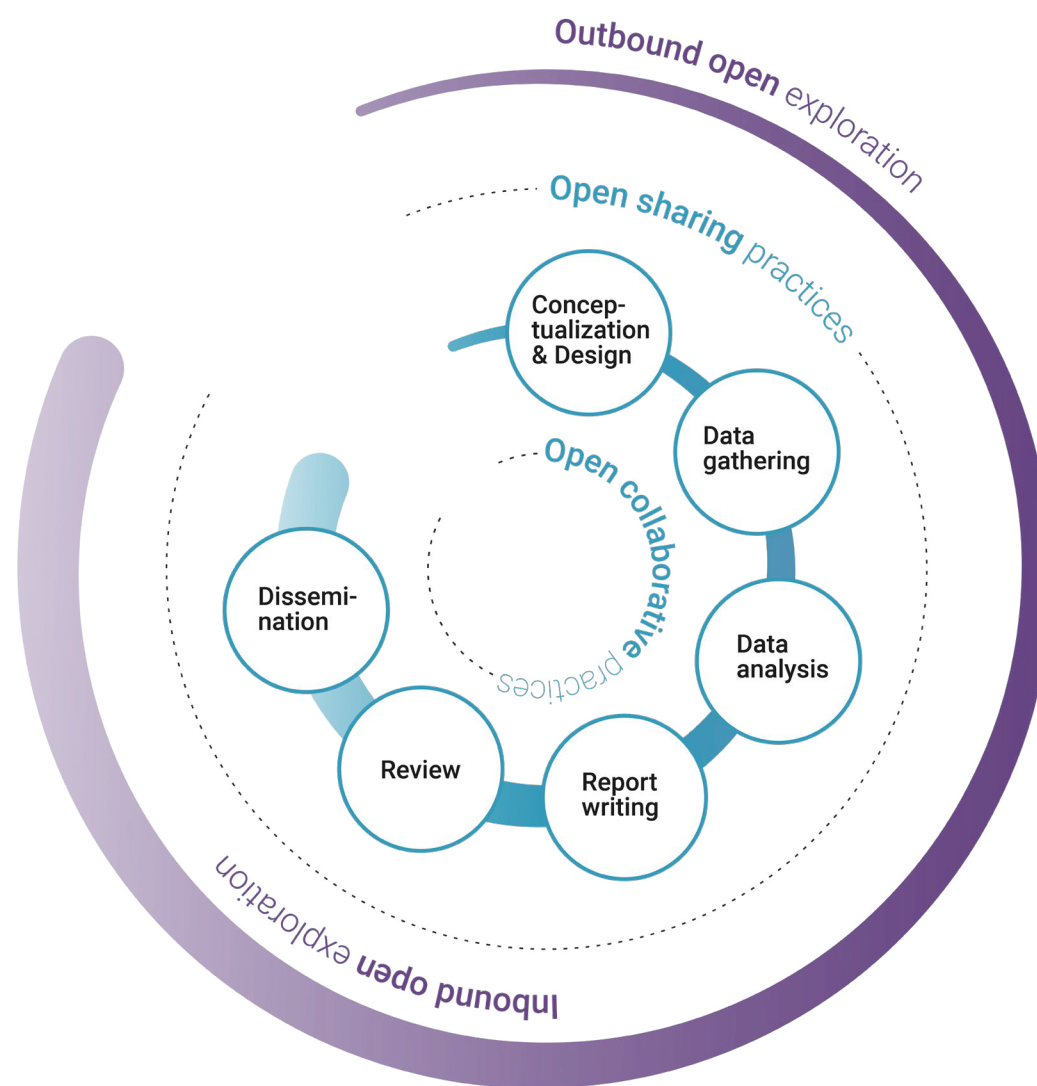 Outbound open exploration
Open sharing practices
Concep-
tualization
& Design
Data
gathering
Open collaborative practices
Data
analysis
Dissemi-
nation
Review
Report
writing
Inbound open exploration